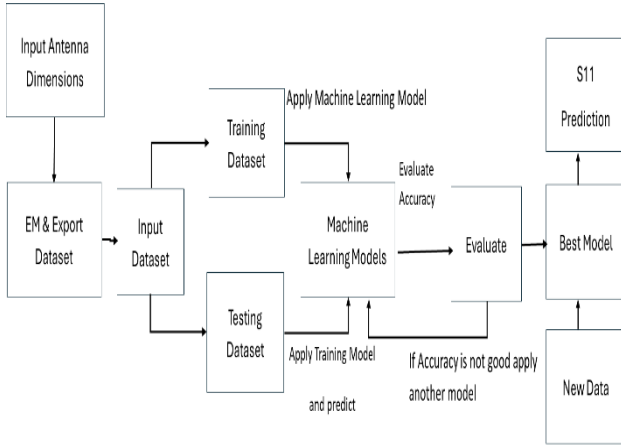 Input Antenna
Dimensions
EM & Export
Dataset
Input
Dataset
Training
Dataset
Apply Machine Learning Model
Testing
Dataset
Apply Training Model
and predict
Machine
Learning Models
Evaluate
Accuracy
Evaluate
If Accuracy is not good apply
another model
S11
Prediction
Best Model
New Data